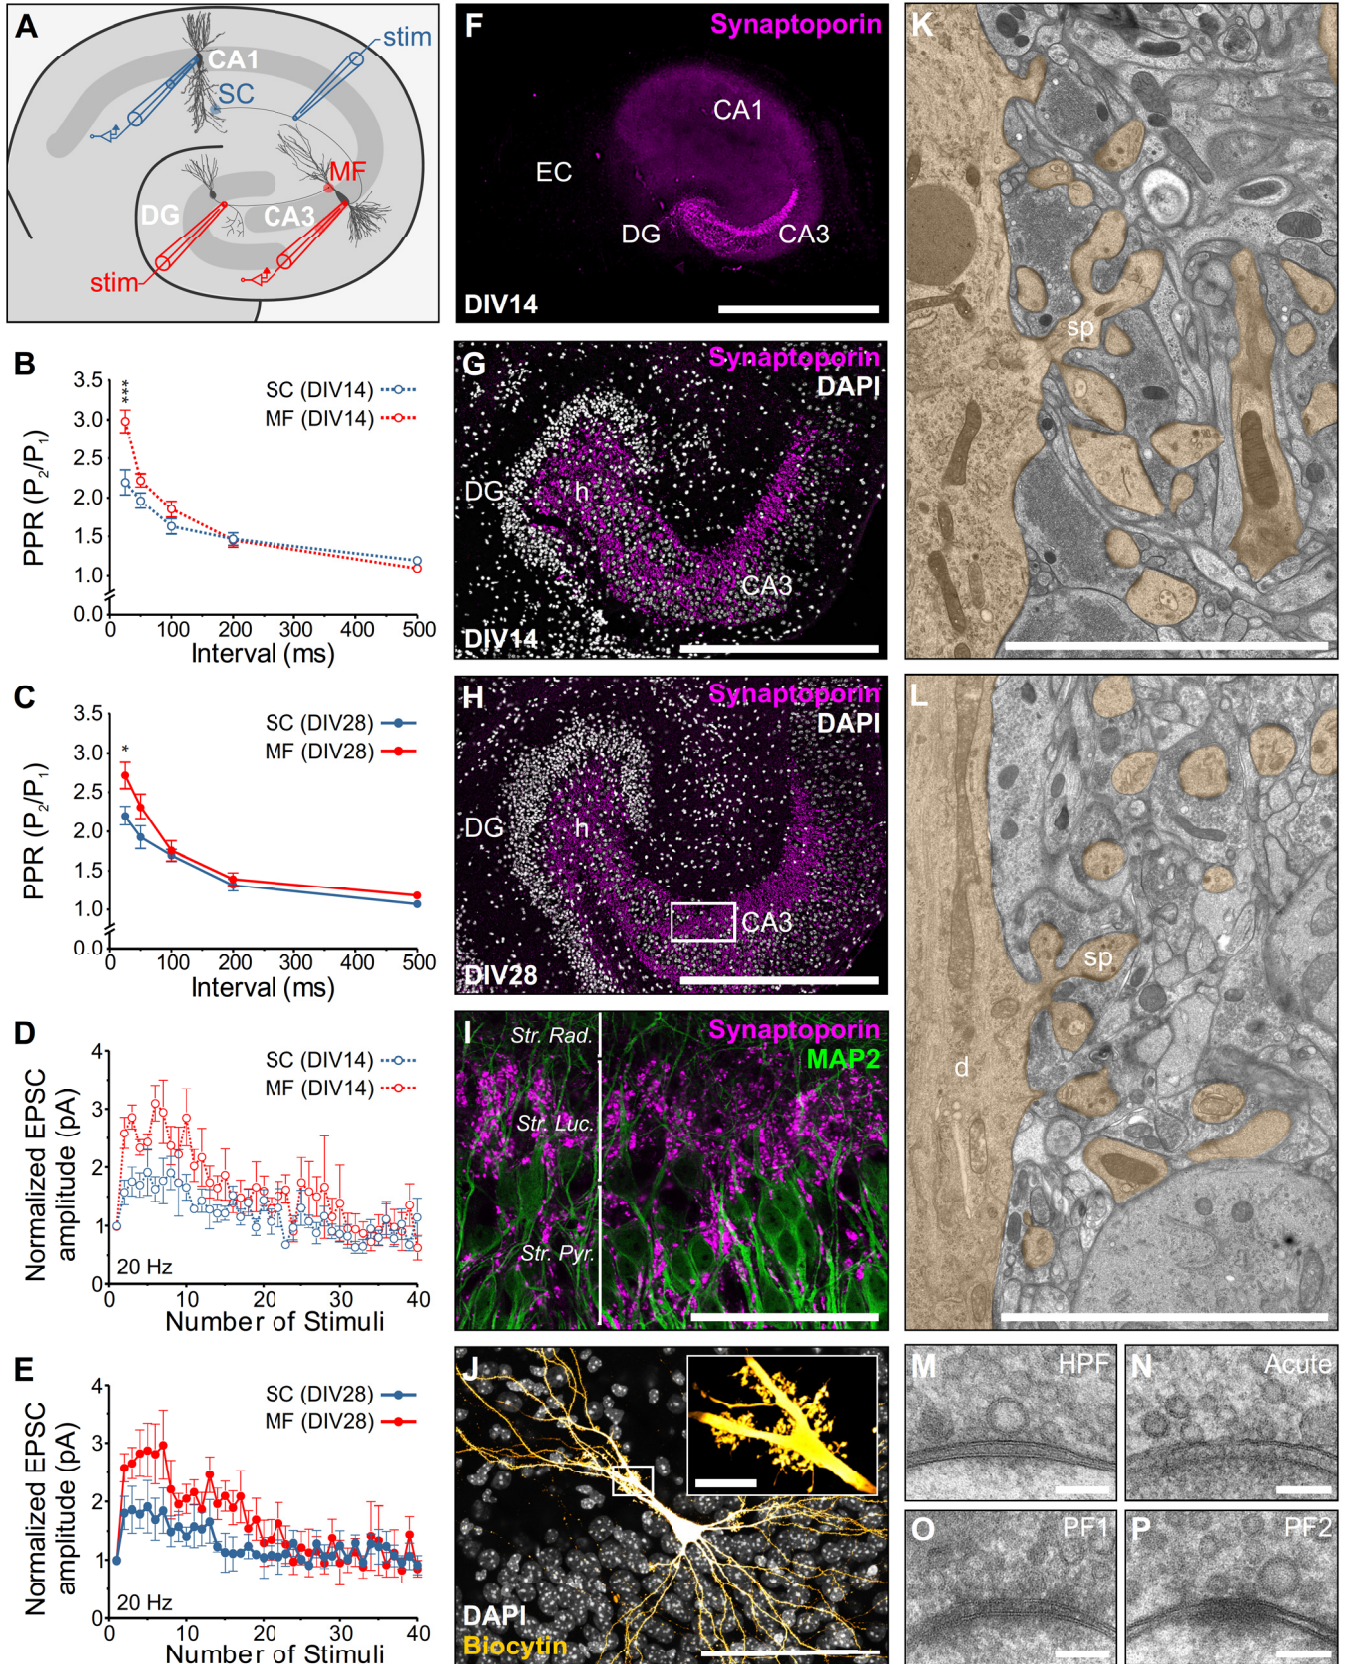 A
CA1
stim
SC
MF
DG
CA3
stim
B
PPR (P2/P1)
3.5
3.0
2.5
2.0
1.5
1.0
0.0
SC (DIV14)
MF (DIV14)
***
0 100 200 300 400 500
Interval (ms)
C
PPR (P2/P1)
3.5
3.0
2.5
2.0
1.5
1.0
0.0
SC (DIV28)
MF (DIV28)
*
0 100 200 300 400 500
Interval (ms)
D
Normalized EPSC
amplitude (pA)
4
3
2
1
0
SC (DIV14)
MF (DIV14)
20 Hz
0 10 20 30 40
Number of Stimuli
E
Normalized EPSC
amplitude (pA)
4
3
2
1
0
SC (DIV28)
MF (DIV28)
20 Hz
0 10 20 30 40
Number of Stimuli
F
Synaptoporin
CA1
EC
DG
CA3
DIV14
G
Synaptoporin
DAPI
DG
h
CA3
DIV14
H
Synaptoporin
DAPI
DG
h
CA3
DIV28
I
Synaptoporin
MAP2
Str. Rad.
Str. Luc.
Str. Pyr.
J
DAPI
Biocytin
K
sp
L
sp
d
M
HPF
N
Acute
O
PF1
P
PF2